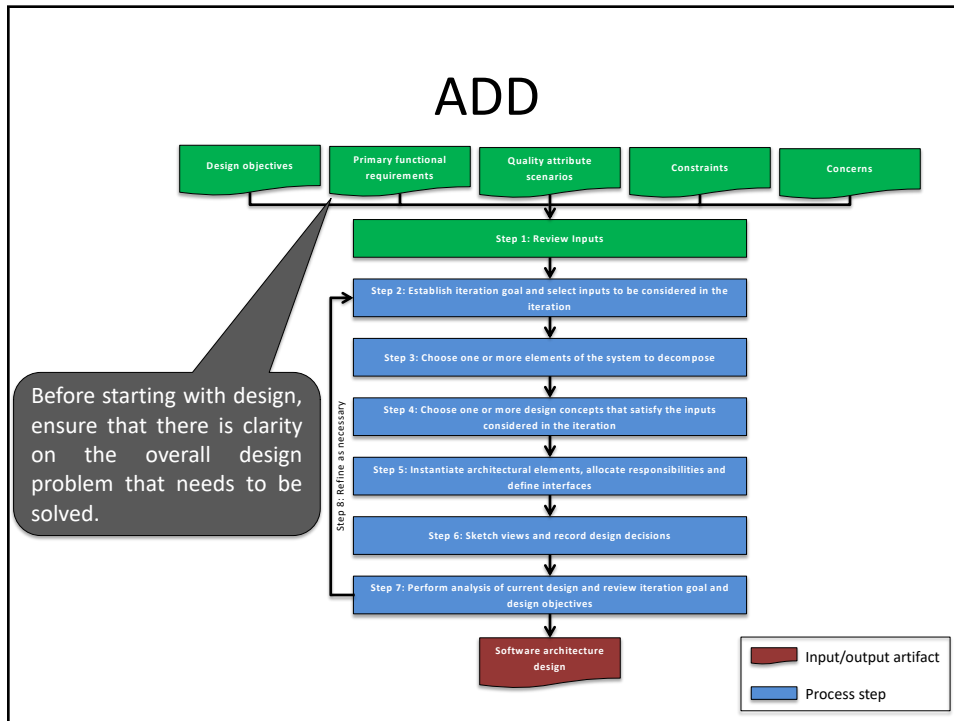 ADD
Design objectives
Primary functional
requirements
Quality attribute
scenarios
Constraints
Concerns
Step 1: Review Inputs
Step 2: Establish iteration goal and select inputs to be considered in the
iteration
Step 3: Choose one or more elements of the system to decompose
Step 4: Choose one or more design concepts that satisfy the inputs
considered in the iteration
Step 5: Instantiate architectural elements, allocate responsibilities and
define interfaces
Step 6: Sketch views and record design decisions
Step 7: Perform analysis of current design and review iteration goal and
design objectives
Step 8: Refine as necessary
Before starting with design,
ensure that there is clarity
on the overall design
problem that needs to be
solved.
Software architecture
design
Input/output artifact
Process step